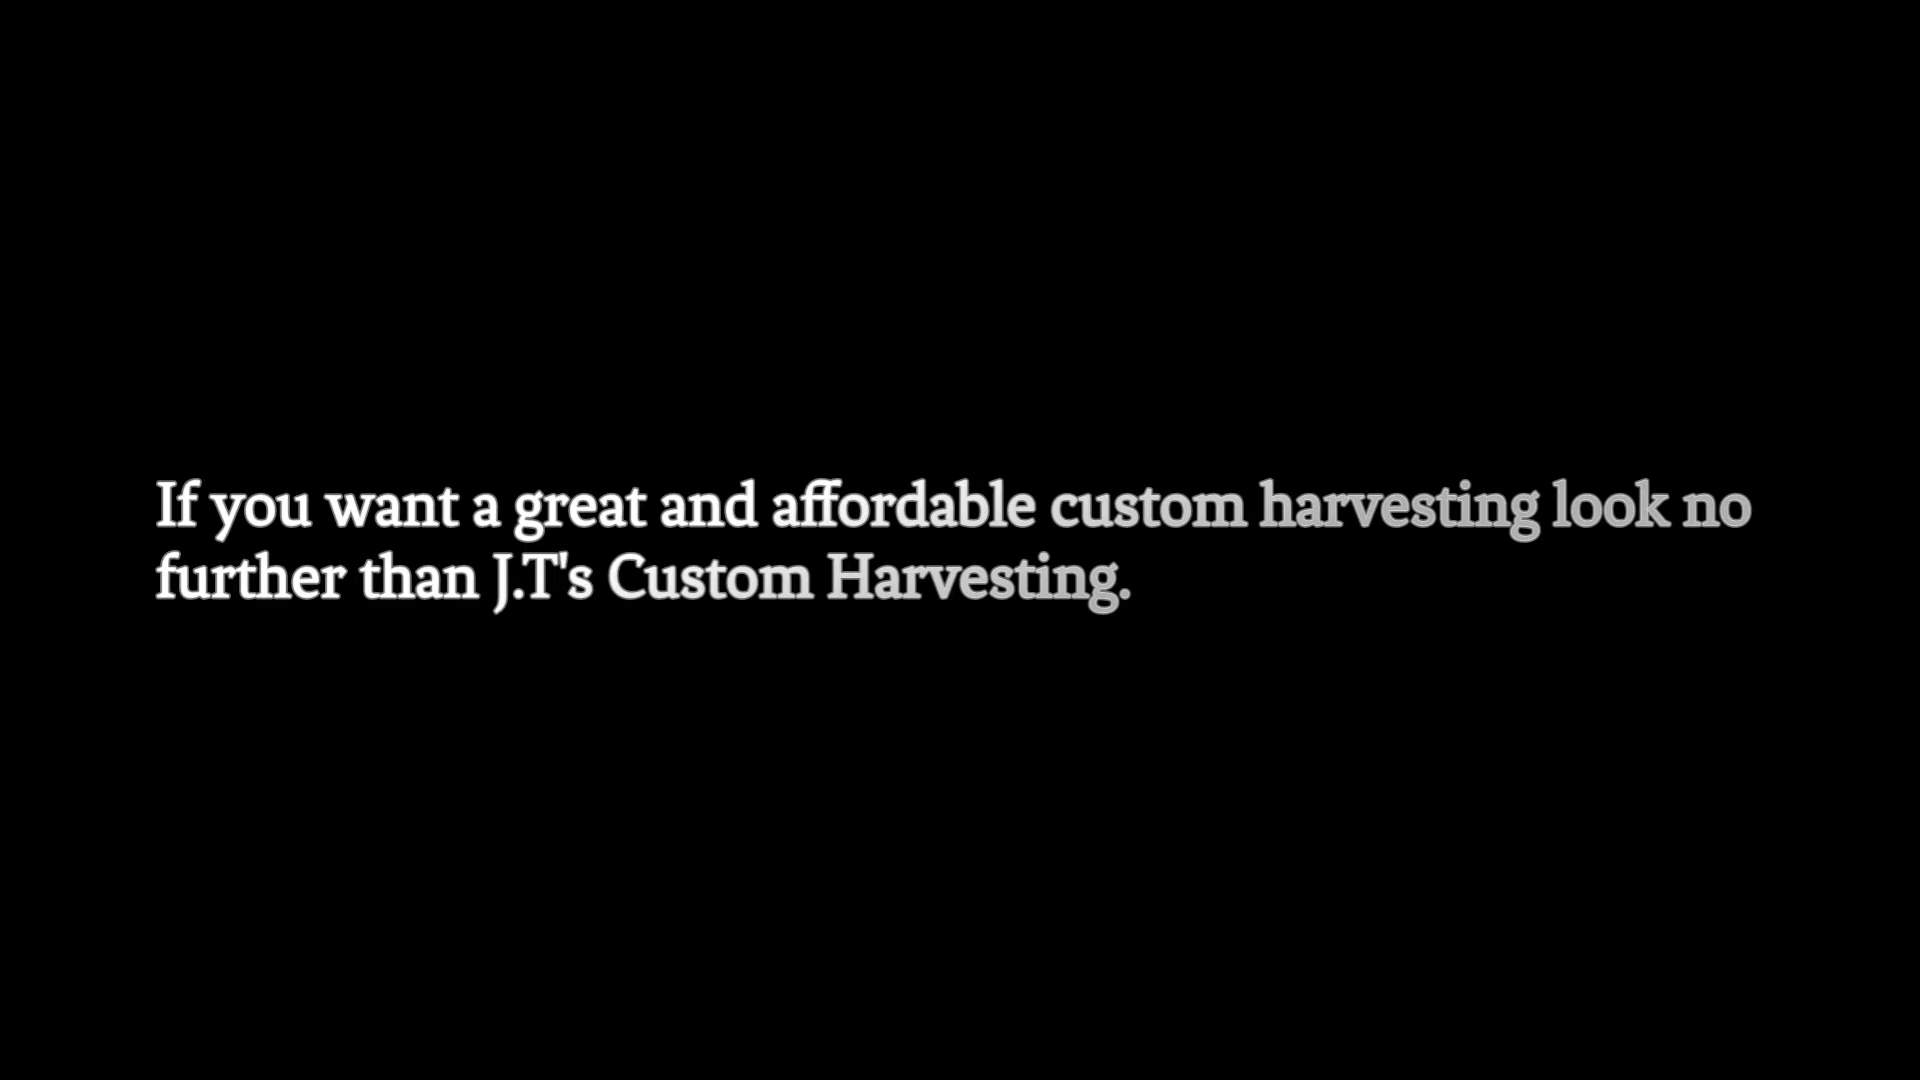 If you want a great and affordable custom harvesting look no
further than J.T's Custom Harvesting.